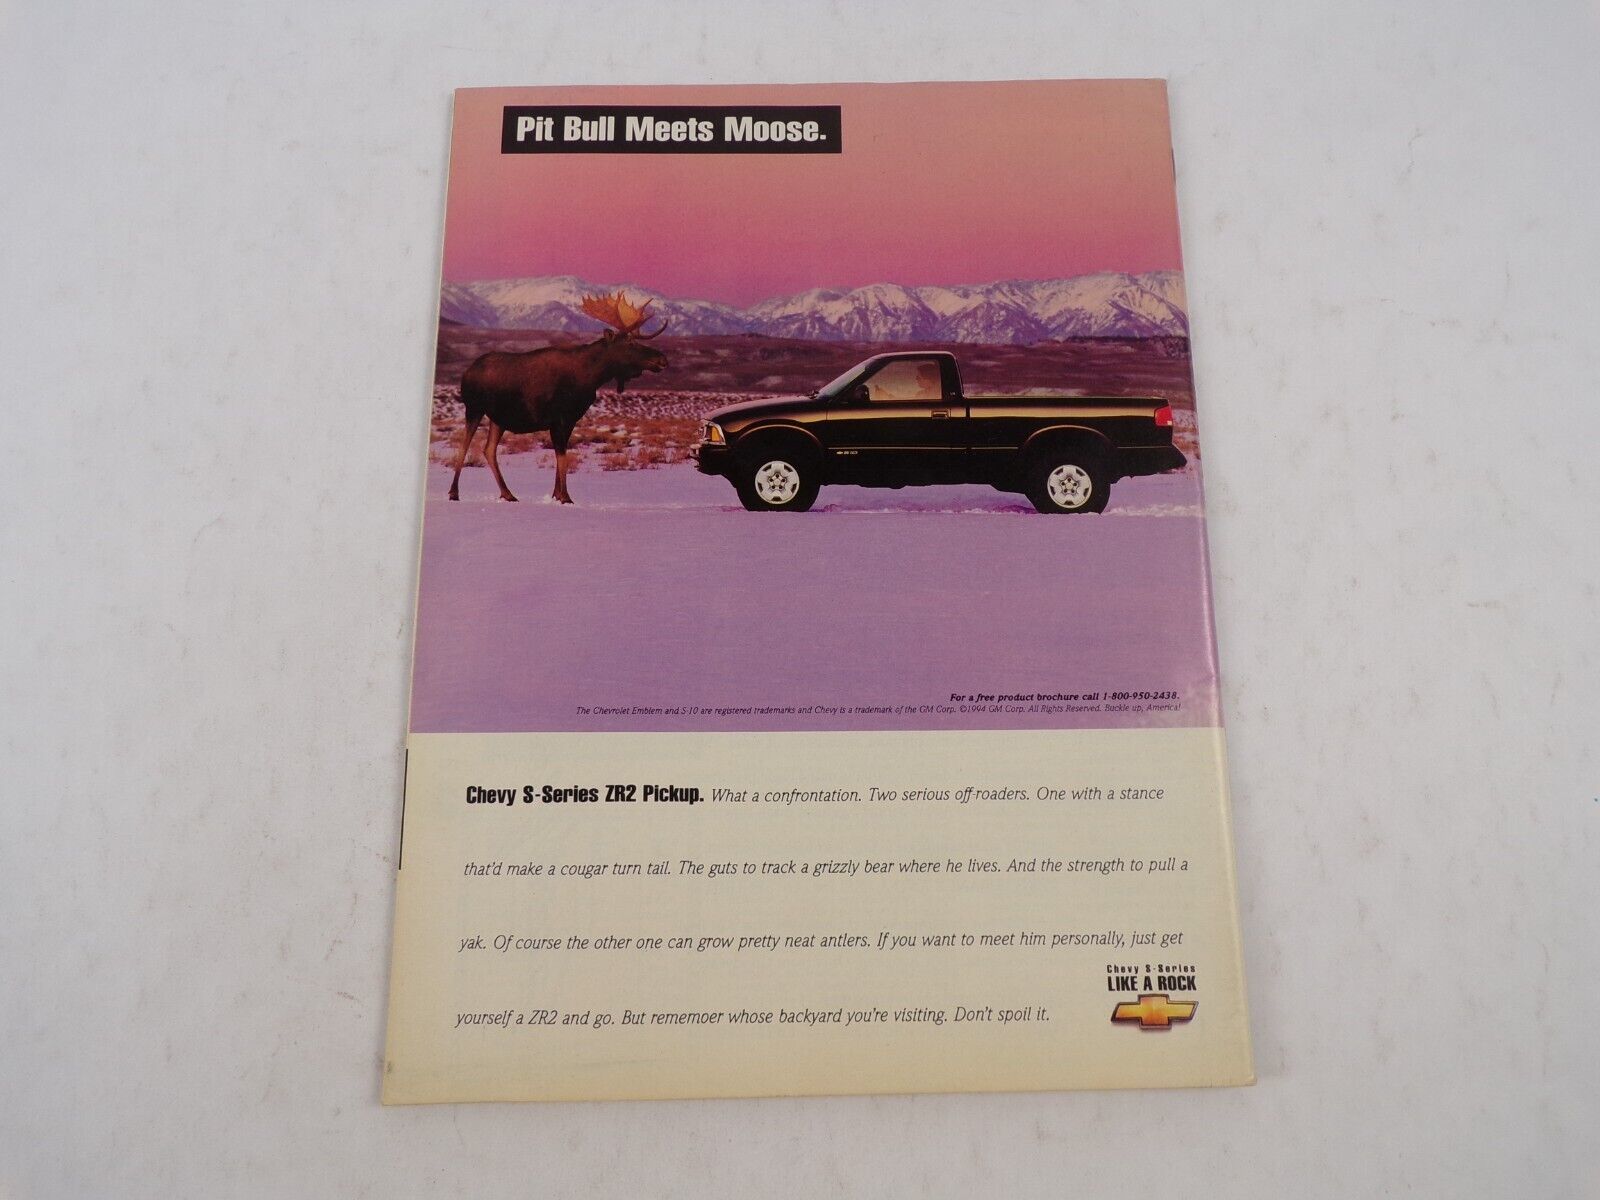 Pit Bull Meets Moose.
For a free product brochure call 1-800-950-2438.
The Chevrolet Emblem and S-10 are registered trademarks and Chevy is a trademark of the GM Corp. ©1994 GM Corp. All Rights Reserved. Buckle up, America!
Chevy S-Series ZR2 Pickup. What a confrontation. Two serious off-roaders. One with a stance
that'd make a cougar turn tail. The guts to track a grizzly bear where he lives. And the strength to pull a
yak. Of course the other one can grow pretty neat antlers. If you want to meet him personally, just get
yourself a ZR2 and go. But remember whose backyard you're visiting. Don't spoil it.
Chevy S-Series
LIKE A ROCK